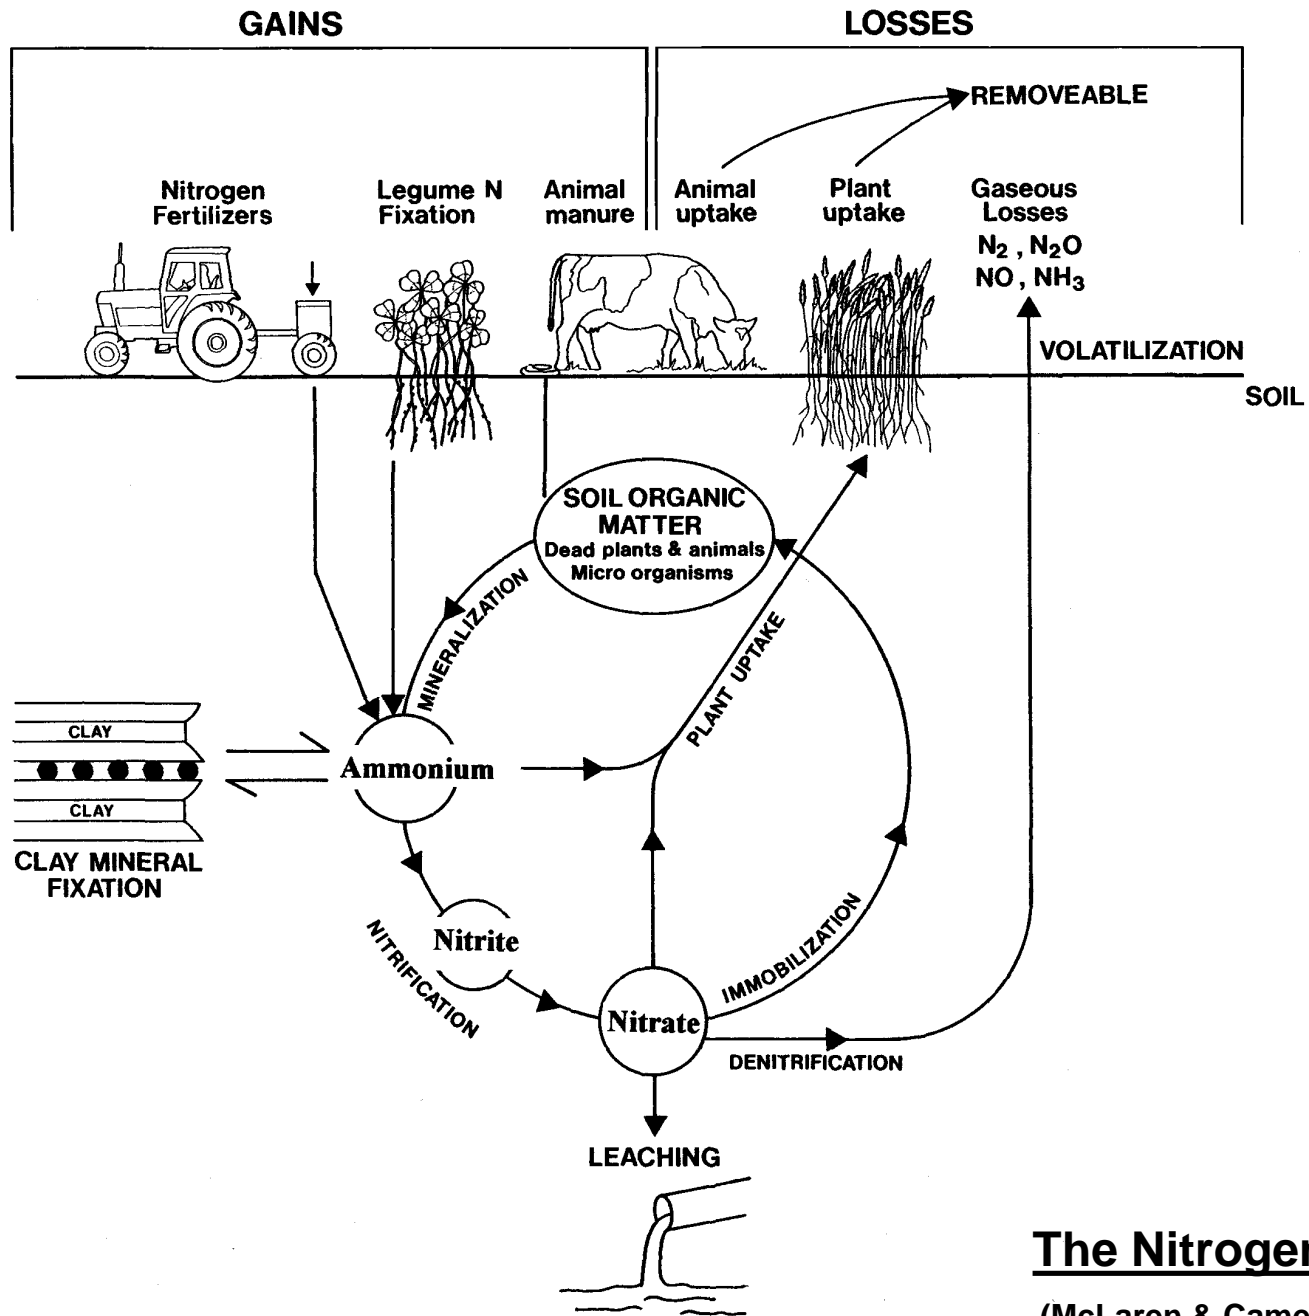 GAINS
LOSSES
REMOVEABLE
Nitrogen
Fertilizers
Legume N
Fixation
Animal
manure
Animal
uptake
Plant
uptake
Gaseous
Losses
N₂ , N₂O
NO , NH₃
VOLATILIZATION
SOIL
SOIL ORGANIC
MATTER
Dead plants & animals
Micro organisms
MINERALIZATION
PLANT UPTAKE
CLAY
CLAY
CLAY MINERAL
FIXATION
Ammonium
Nitrite
NITRIFICATION
Nitrate
IMMOBILIZATION
DENITRIFICATION
LEACHING
The Nitrogen